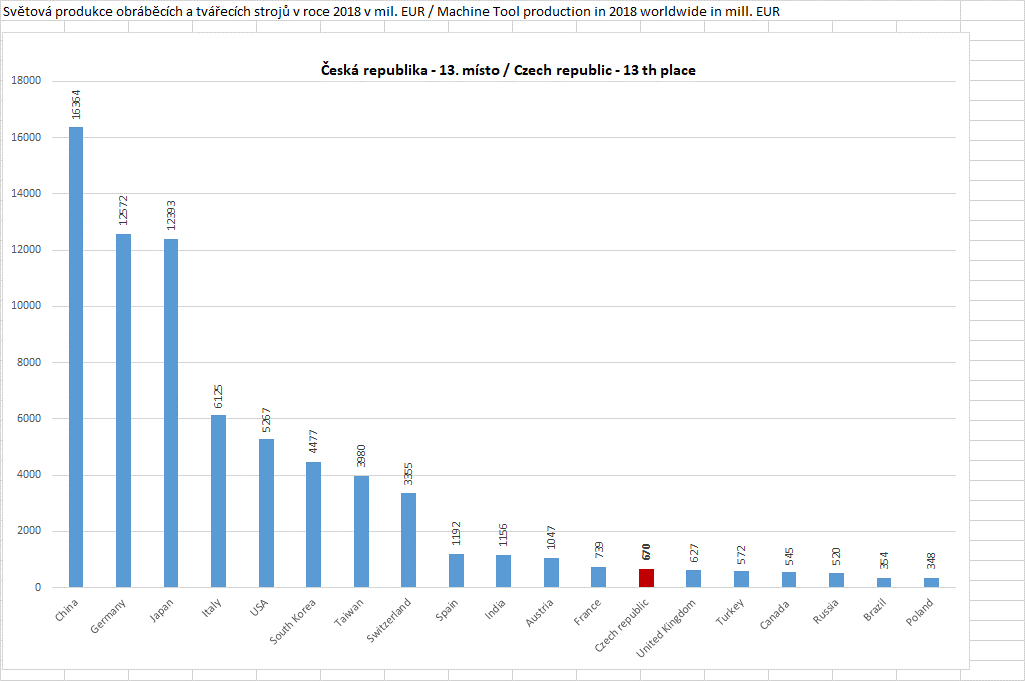 Světová produkce obráběcích a tvářecích strojů v roce 2018 v mil. EUR / Machine Tool production in 2018 worldwide in mill. EUR
Česká republika - 13. místo / Czech republic - 13 th place
18000
16000
14000
12000
10000
8000
6000
4000
2000
0
16364
12572
12393
6125
5267
4477
3980
3355
1192
1156
1047
739
670
627
572
545
520
354
348
China
Germany
Japan
Italy
USA
South Korea
Taiwan
Switzerland
Spain
India
Austria
France
Czech republic
United Kingdom
Turkey
Canada
Russia
Brazil
Poland